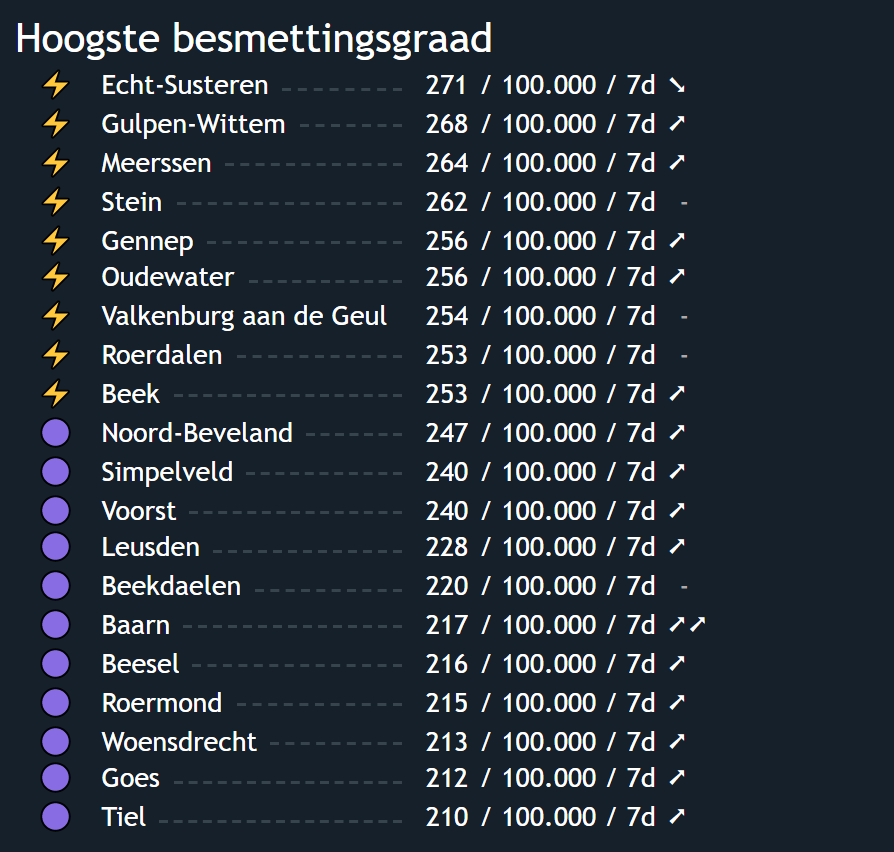 Hoogste besmettingsgraad
⚡ Echt-Susteren ---------- 271 / 100.000 / 7d ➘
⚡ Gulpen-Wittem --------- 268 / 100.000 / 7d ➚
⚡ Meerssen --------------- 264 / 100.000 / 7d ➚
⚡ Stein ------------------- 262 / 100.000 / 7d -
⚡ Gennep ---------------- 256 / 100.000 / 7d ➚
⚡ Oudewater ------------- 256 / 100.000 / 7d ➚
⚡ Valkenburg aan de Geul 254 / 100.000 / 7d -
⚡ Roerdalen -------------- 253 / 100.000 / 7d -
⚡ Beek ------------------- 253 / 100.000 / 7d ➚
🟣 Noord-Beveland -------- 247 / 100.000 / 7d ➚
🟣 Simpelveld ------------- 240 / 100.000 / 7d ➚
🟣 Voorst ------------------ 240 / 100.000 / 7d ➚
🟣 Leusden ---------------- 228 / 100.000 / 7d ➚
🟣 Beekdaelen ------------ 220 / 100.000 / 7d -
🟣 Baarn ------------------- 217 / 100.000 / 7d ➚➚
🟣 Beesel ------------------ 216 / 100.000 / 7d ➚
🟣 Roermond -------------- 215 / 100.000 / 7d ➚
🟣 Woensdrecht ----------- 213 / 100.000 / 7d ➚
🟣 Goes ------------------- 212 / 100.000 / 7d ➚
🟣 Tiel --------------------- 210 / 100.000 / 7d ➚